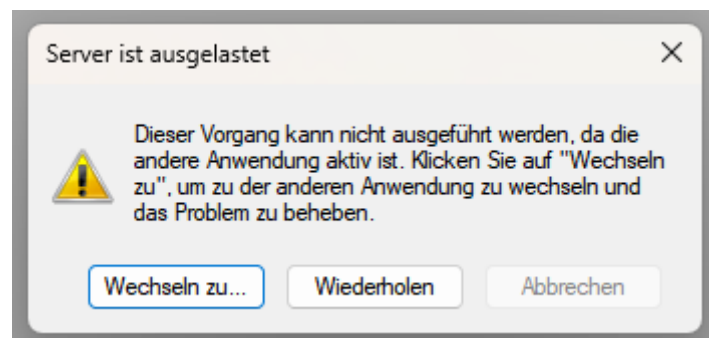 Server ist ausgelastet
Dieser Vorgang kann nicht ausgeführt werden, da die
andere Anwendung aktiv ist. Klicken Sie auf "Wechseln
zu", um zu der anderen Anwendung zu wechseln und
das Problem zu beheben.
Wechseln zu... Wiederholen Abbrechen